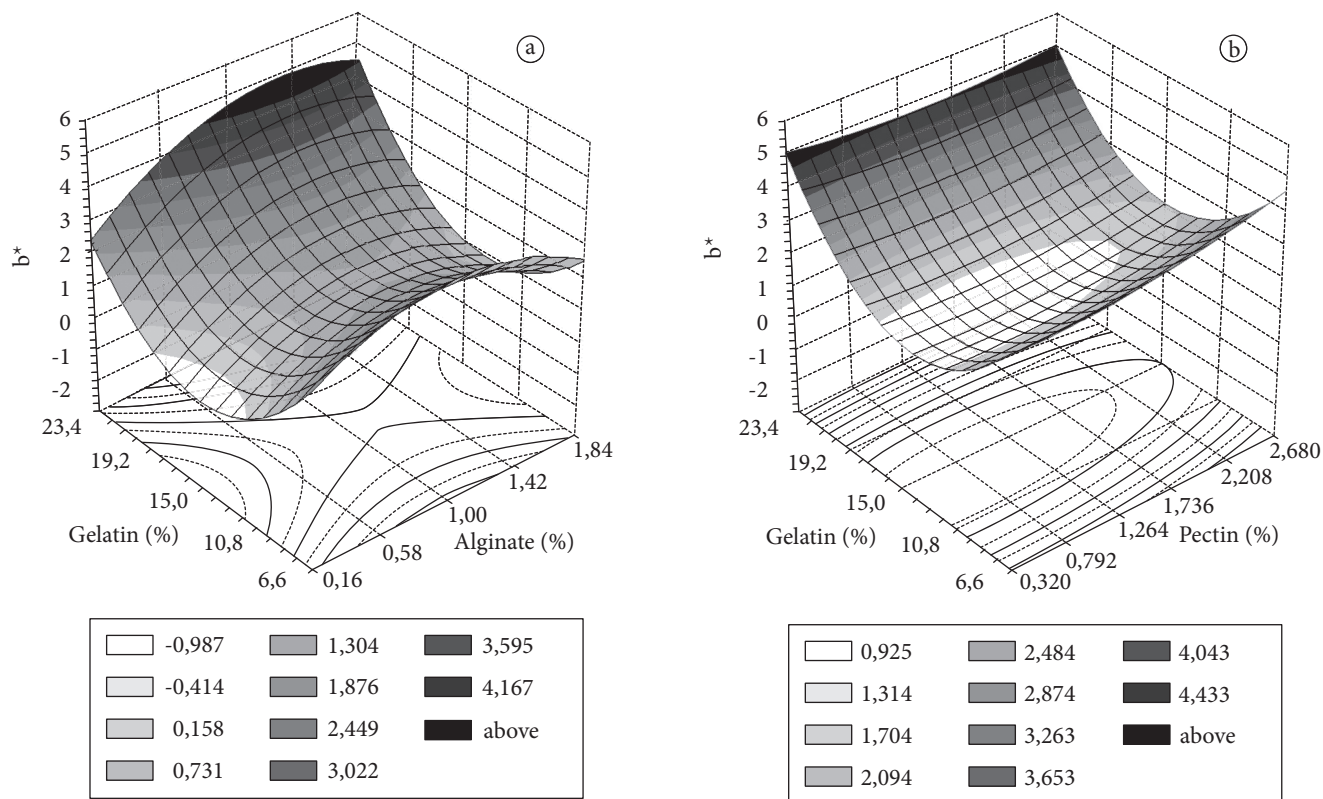 a
6
5
4
3
2
1
0
-1
-2
b*
23,4
19,2
15,0
10,8
6,6
Gelatin (%)
0,16
0,58
1,00
1,42
1,84
Alginate (%)
-0,987 1,304 3,595
-0,414 1,876 4,167
0,158 2,449 above
0,731 3,022
b
6
5
4
3
2
1
0
-1
-2
b*
23,4
19,2
15,0
10,8
6,6
Gelatin (%)
0,320
0,792
1,264
1,736
2,208
2,680
Pectin (%)
0,925 2,484 4,043
1,314 2,874 4,433
1,704 3,263 above
2,094 3,653